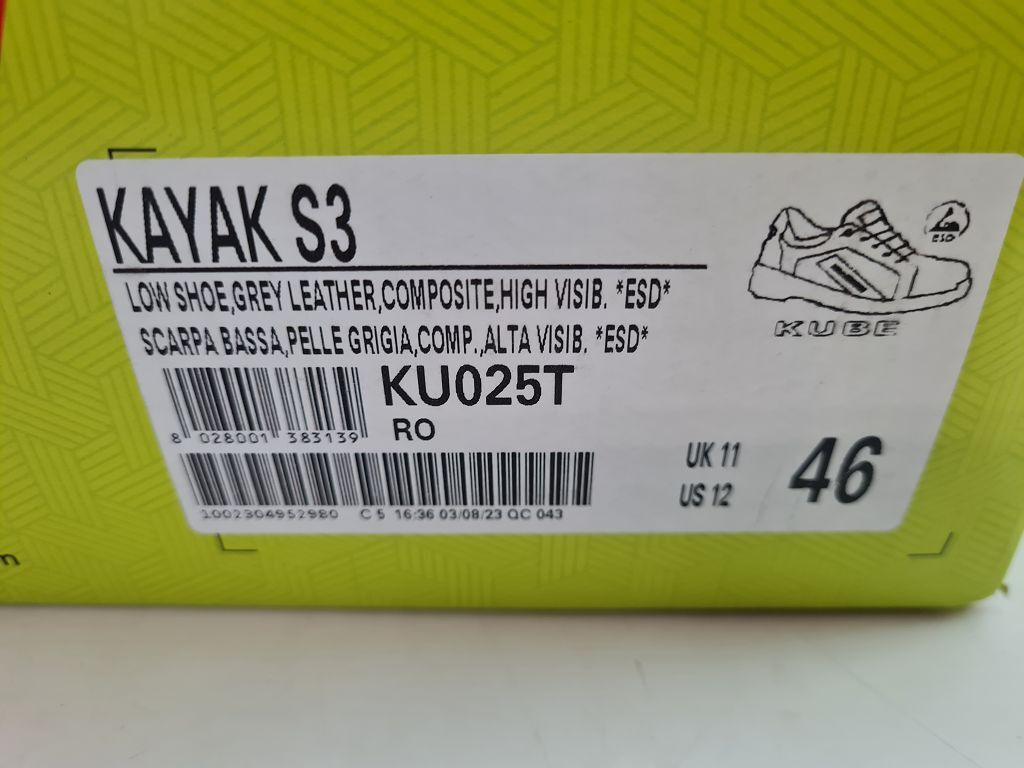 KAYAK S3
LOW SHOE,GREY LEATHER,COMPOSITE,HIGH VISIB. *ESD*
SCARPA BASSA,PELLE GRIGIA,COMP.,ALTA VISIB. *ESD*
ESD
KUBE
KU025T
RO
8 028001 383139
UK 11
US 12
46
1002304952980 C 5 16:36 03/08/23 QC 043
n